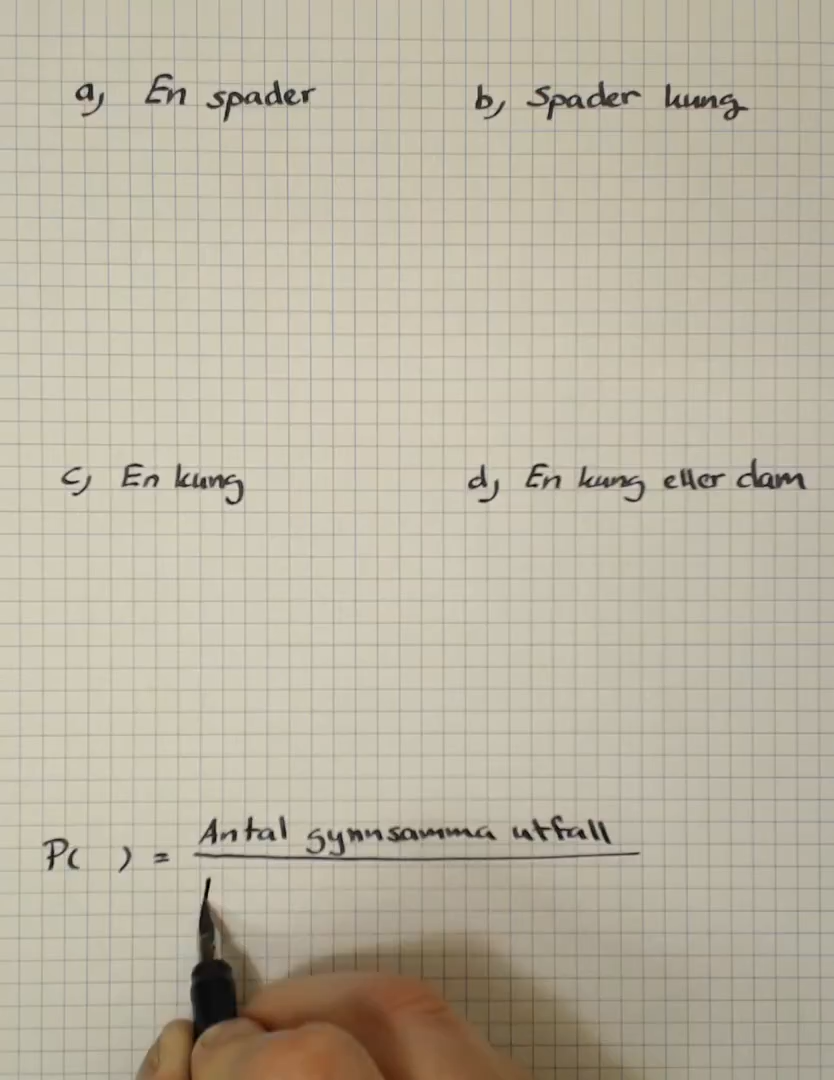 a) En spader
b) Spader kung
c) En kung
d) En kung eller dam
Antal gynnsamma utfall
P( ) =